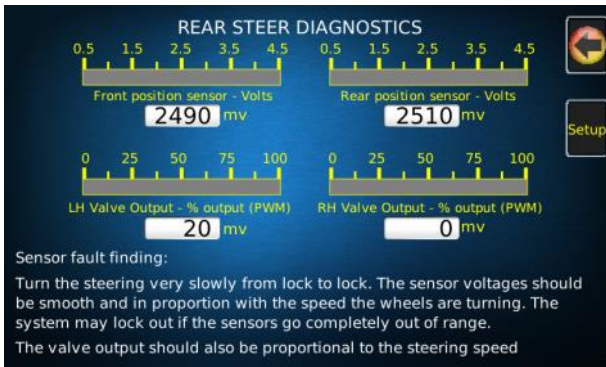 REAR STEER DIAGNOSTICS
0.5 1.5 2.5 3.5 4.5
0.5 1.5 2.5 3.5 4.5
Front position sensor - Volts
Rear position sensor - Volts
2490 mv
2510 mv
Setup
0 25 50 75 100
0 25 50 75 100
LH Valve Output - % output (PWM)
RH Valve Output - % output (PWM)
20 mv
0 mv
Sensor fault finding:
Turn the steering very slowly from lock to lock. The sensor voltages should
be smooth and in proportion with the speed the wheels are turning. The
system may lock out if the sensors go completely out of range.
The valve output should also be proportional to the steering speed